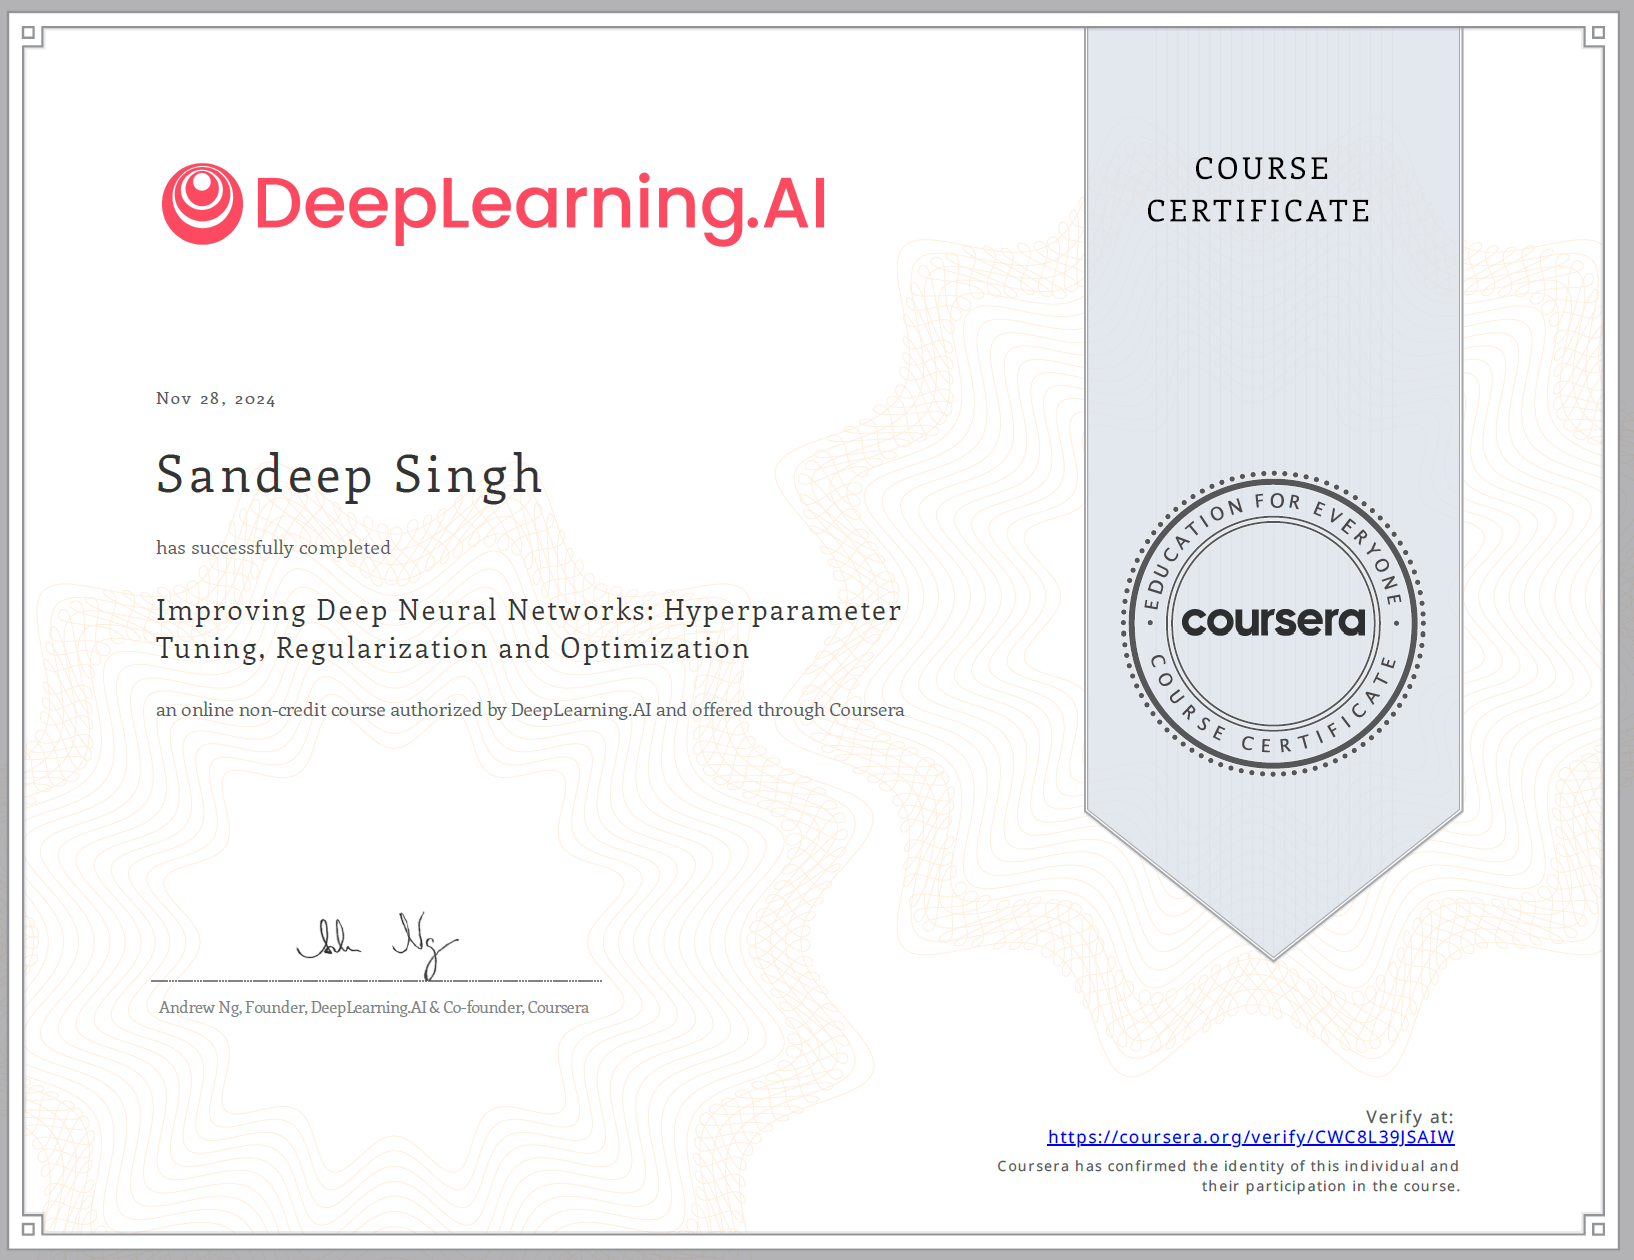 DeepLearning.AI
COURSE
CERTIFICATE
Nov 28, 2024
Sandeep Singh
has successfully completed
Improving Deep Neural Networks: Hyperparameter
Tuning, Regularization and Optimization
an online non-credit course authorized by DeepLearning.AI and offered through Coursera
EDUCATION FOR EVERYONE
coursera
COURSE CERTIFICATE
Andrew Ng, Founder, DeepLearning.AI & Co-founder, Coursera
Verify at:
https://coursera.org/verify/CWC8L39JSAIW
Coursera has confirmed the identity of this individual and
their participation in the course.